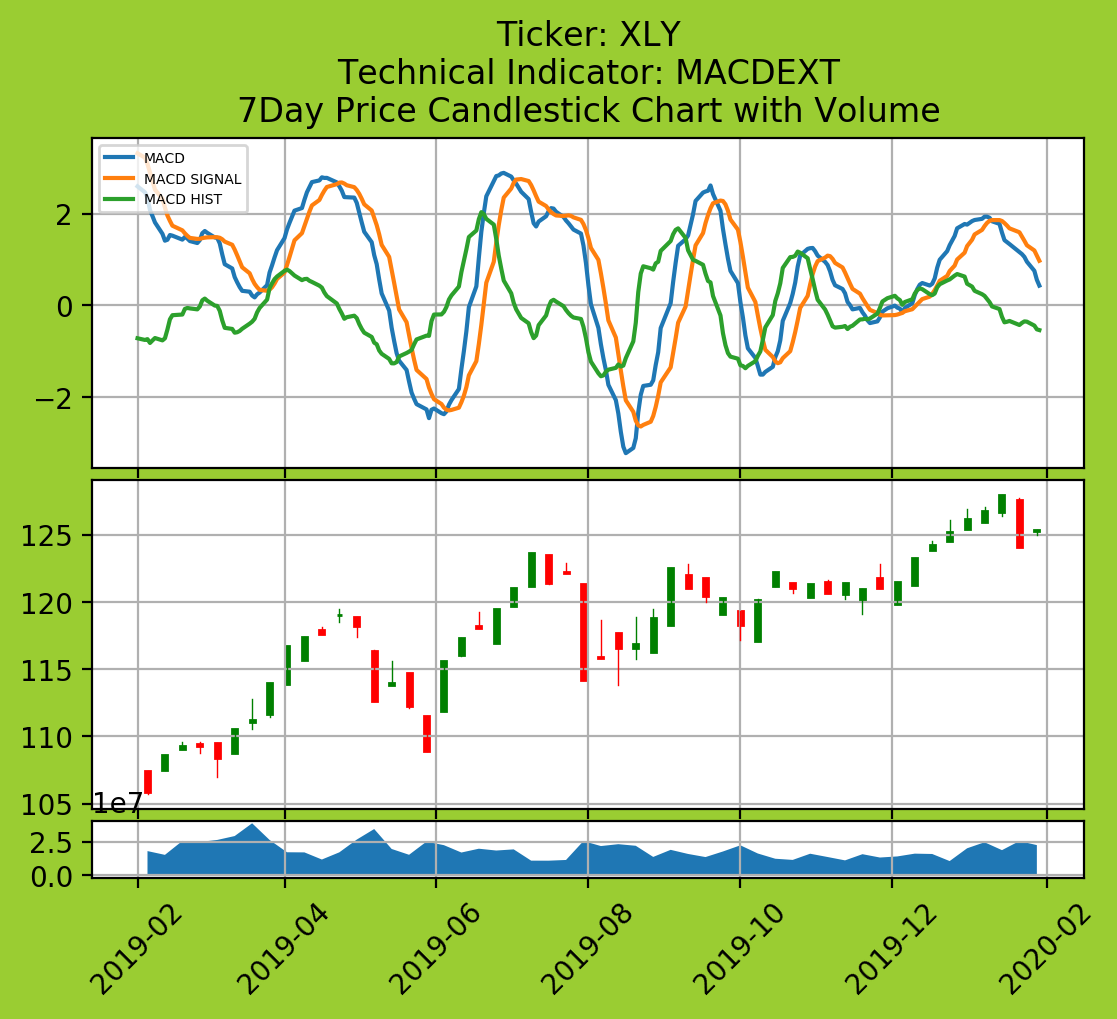 Ticker: XLY
Technical Indicator: MACDEXT
7Day Price Candlestick Chart with Volume
MACD
MACD SIGNAL
MACD HIST
2
0
−2
125
120
115
110
105
1e7
2.5
0.0
2019-02
2019-04
2019-06
2019-08
2019-10
2019-12
2020-02